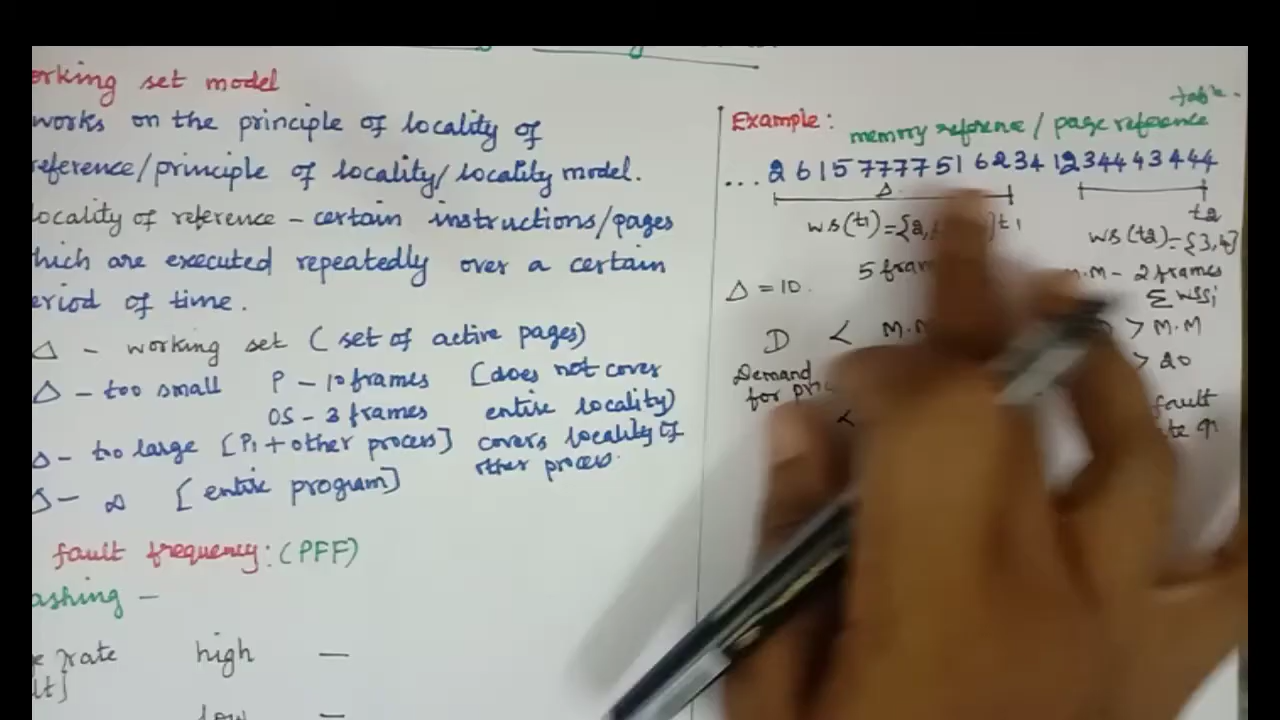 orking set model
works on the principle of locality of
reference/principle of locality/locality model.
locality of reference - certain instructions/pages
which are executed repeatedly over a certain
eriod of time.
Δ - working set (set of active pages)
Δ - too small P - 10 frames [does not cover
OS - 3 frames entire locality)
Δ - too large [P1 + other process] covers locality of
other process.
Δ - ∞ [entire program]
fault frequency: (PFF)
ashing -
rate high —
lt]
low —
table.
Example: memory reference / page reference
... 2 6 1 5 7 7 7 7 5 1 6 2 3 4 1 2 3 4 4 4 3 4 4 4
Δ
t2
ws(t1) = {2, } t1 ws(t2) = {3,4}
5 fram M.M - 2 frames
Δ = 10. Σ wssi
D < M.M > M.M
Demand > 20
for pr
< fault